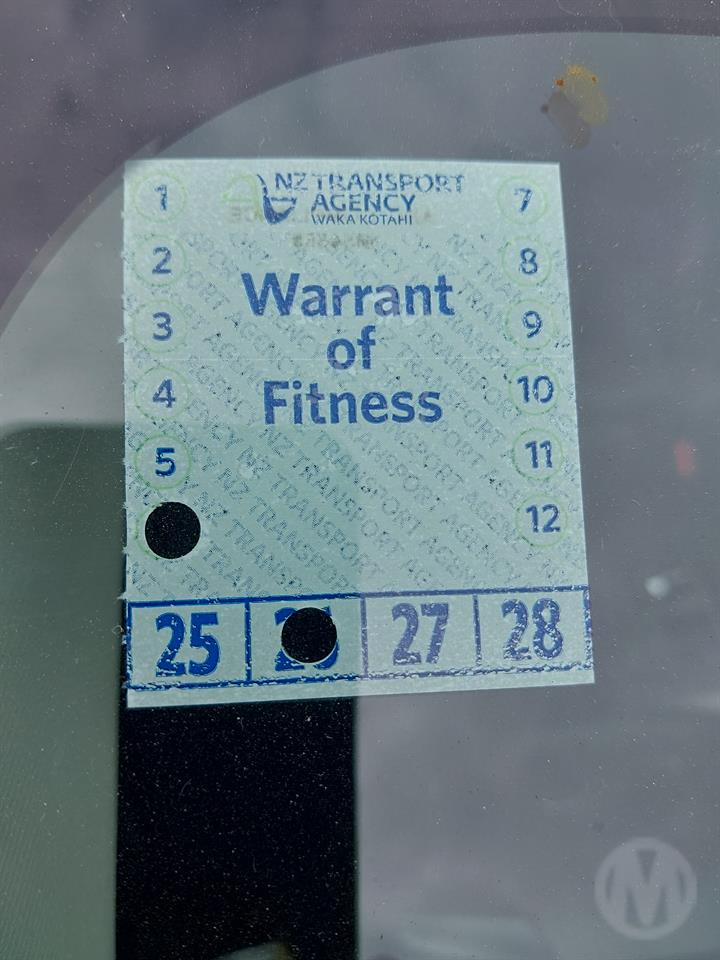 NZ TRANSPORT
AGENCY
WAKA KOTAHI
Warrant
of
Fitness
1
2
3
4
5
7
8
9
10
11
12
25 27 28